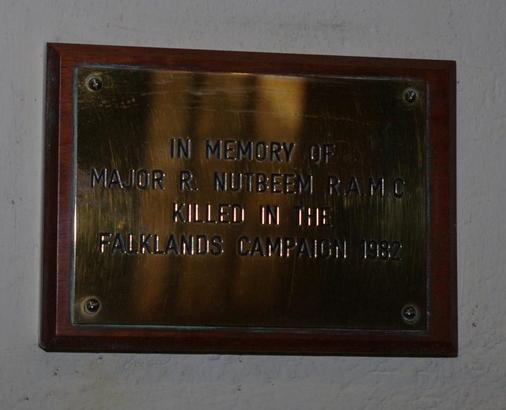 IN MEMORY OF
MAJOR R. NUTBEEM R.A.M.C
KILLED IN THE
FALKLANDS CAMPAIGN 1982